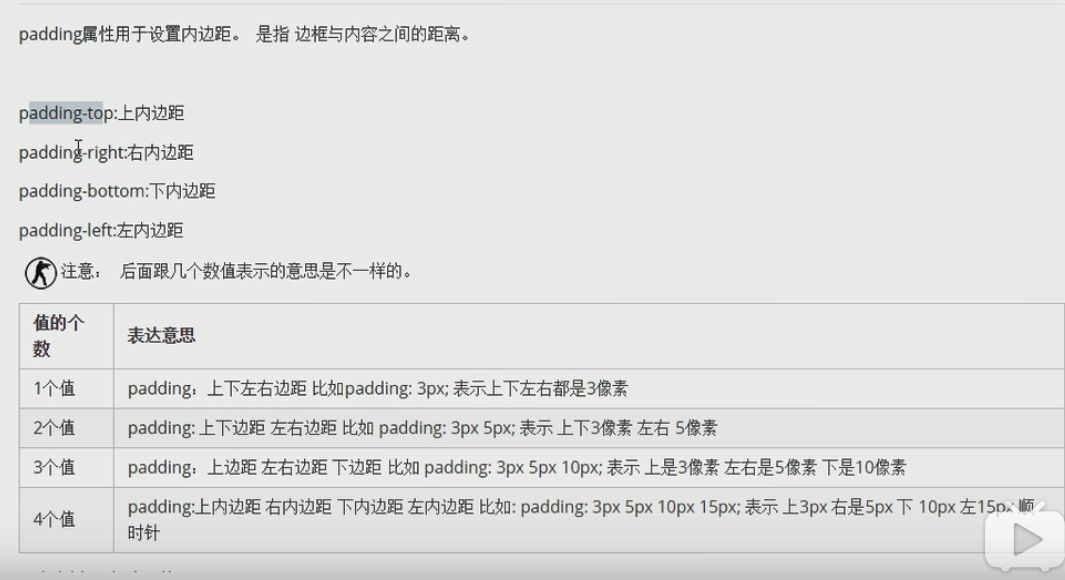 padding属性用于设置内边距。 是指 边框与内容之间的距离。
padding-top:上内边距
padding-right:右内边距
padding-bottom:下内边距
padding-left:左内边距
注意： 后面跟几个数值表示的意思是不一样的。
值的个
数
表达意思
1个值
padding：上下左右边距 比如padding: 3px; 表示上下左右都是3像素
2个值
padding: 上下边距 左右边距 比如 padding: 3px 5px; 表示 上下3像素 左右 5像素
3个值
padding：上边距 左右边距 下边距 比如 padding: 3px 5px 10px; 表示 上是3像素 左右是5像素 下是10像素
4个值
padding:上内边距 右内边距 下内边距 左内边距 比如: padding: 3px 5px 10px 15px; 表示 上3px 右是5px 下 10px 左15px 顺
时针